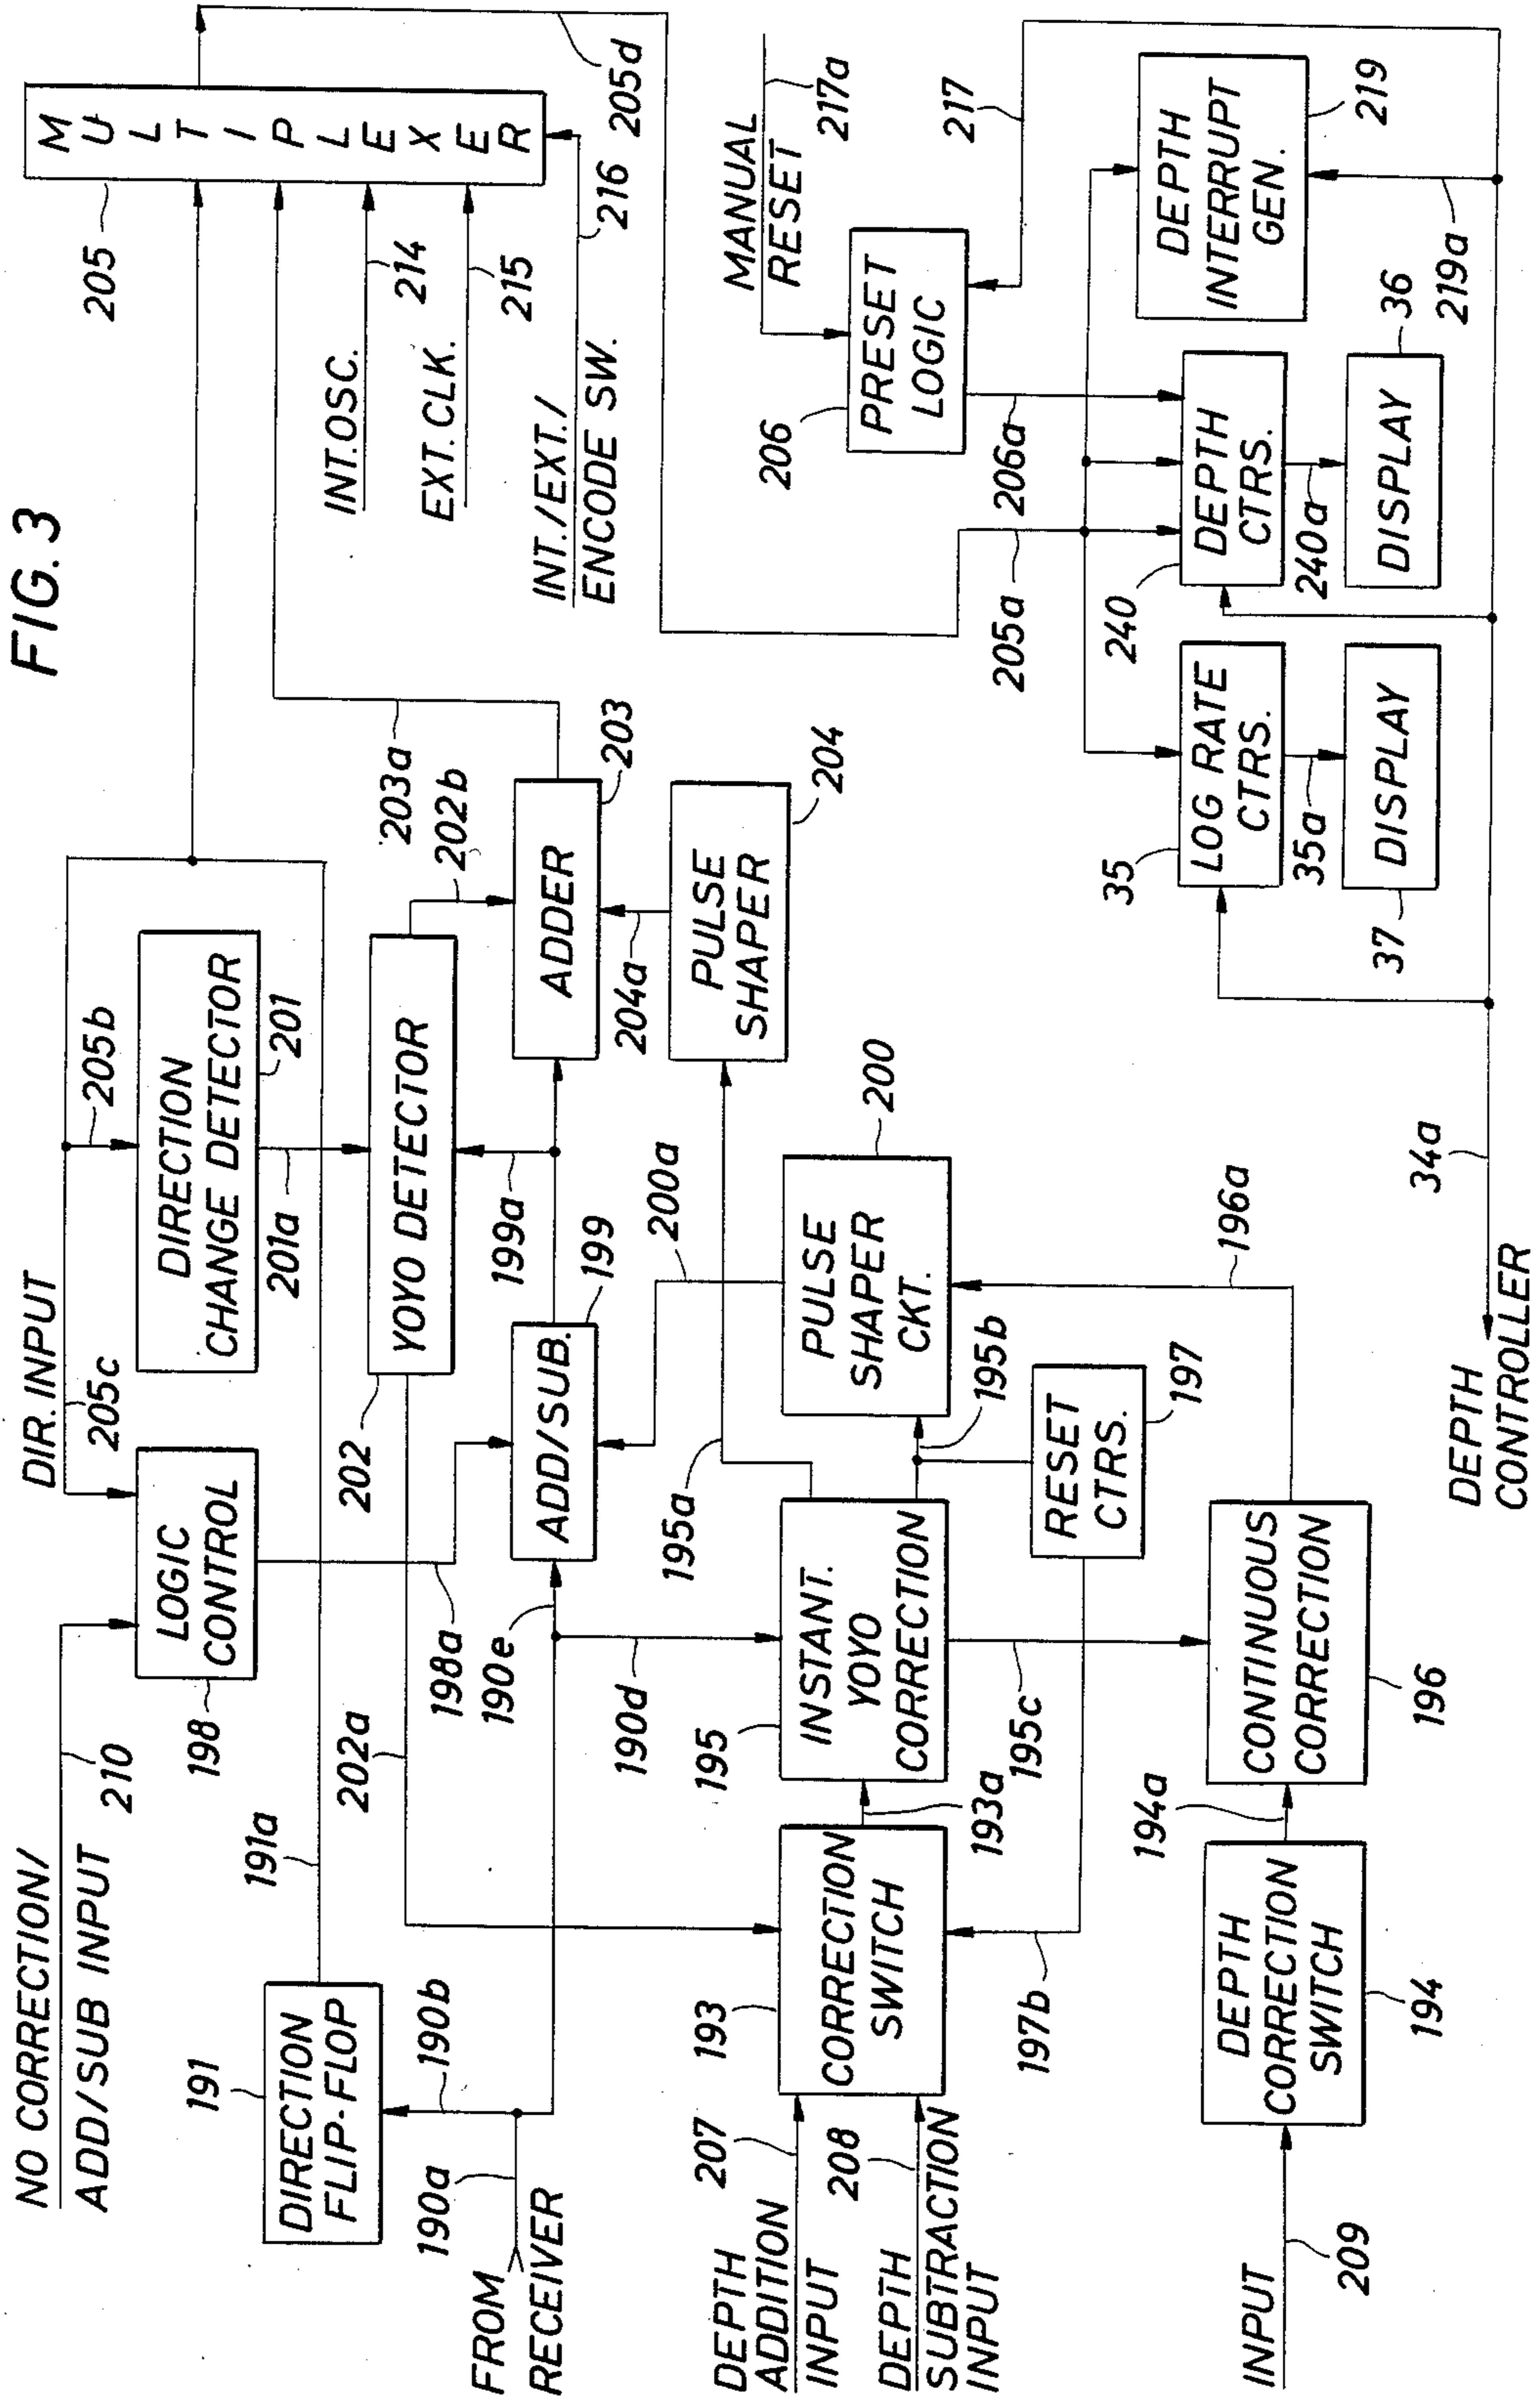 FIG. 3
NO CORRECTION/
ADD/SUB INPUT
210
DIR. INPUT
205c
205b
LOGIC
CONTROL
198
198a
DIRECTION
CHANGE DETECTOR
201
201a
191
DIRECTION
FLIP-FLOP
191a
190b
190a
FROM
RECEIVER
202a
202
YOYO DETECTOR
202b
199a
190e
190d
ADD/SUB.
199
ADDER
203
203a
204a
PULSE
SHAPER
204
200a
195a
205
MULTIPLEXER
INT.OSC.
214
EXT. CLK.
215
INT./EXT./
ENCODE SW.
216
205d
DEPTH
ADDITION
INPUT
207
DEPTH
SUBTRACTION
INPUT
208
193
CORRECTION
SWITCH
193a
195
INSTANT.
YOYO
CORRECTION
195b
195c
PULSE
SHAPER
CKT.
200
RESET
CTRS.
197
197b
196a
INPUT
209
DEPTH
CORRECTION
SWITCH
194
194a
CONTINUOUS
CORRECTION
196
MANUAL
RESET
217a
206
PRESET
LOGIC
217
206a
205a
35
LOG RATE
CTRS.
35a
DISPLAY
37
240
DEPTH
CTRS.
240a
DISPLAY
36
DEPTH
INTERRUPT
GEN.
219
219a
34a
DEPTH
CONTROLLER